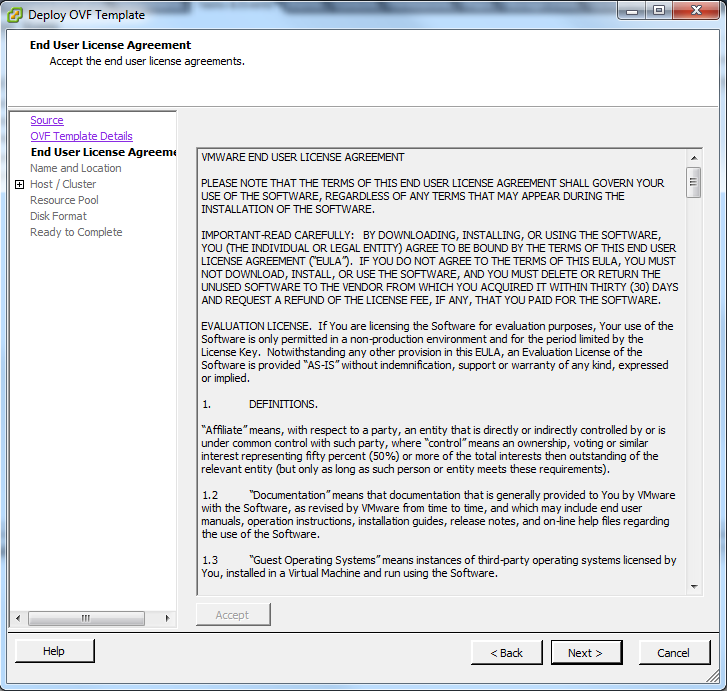 Deploy OVF Template
End User License Agreement
Accept the end user license agreements.
Source
OVF Template Details
End User License Agreeme
Name and Location
Host / Cluster
Resource Pool
Disk Format
Ready to Complete
VMWARE END USER LICENSE AGREEMENT
PLEASE NOTE THAT THE TERMS OF THIS END USER LICENSE AGREEMENT SHALL GOVERN YOUR
USE OF THE SOFTWARE, REGARDLESS OF ANY TERMS THAT MAY APPEAR DURING THE
INSTALLATION OF THE SOFTWARE.
IMPORTANT-READ CAREFULLY:   BY DOWNLOADING, INSTALLING, OR USING THE SOFTWARE,
YOU (THE INDIVIDUAL OR LEGAL ENTITY) AGREE TO BE BOUND BY THE TERMS OF THIS END USER
LICENSE AGREEMENT ("EULA").  IF YOU DO NOT AGREE TO THE TERMS OF THIS EULA, YOU MUST
NOT DOWNLOAD, INSTALL, OR USE THE SOFTWARE, AND YOU MUST DELETE OR RETURN THE
UNUSED SOFTWARE TO THE VENDOR FROM WHICH YOU ACQUIRED IT WITHIN THIRTY (30) DAYS
AND REQUEST A REFUND OF THE LICENSE FEE, IF ANY, THAT YOU PAID FOR THE SOFTWARE.
EVALUATION LICENSE.  If You are licensing the Software for evaluation purposes, Your use of the
Software is only permitted in a non-production environment and for the period limited by the
License Key.  Notwithstanding any other provision in this EULA, an Evaluation License of the
Software is provided “AS-IS” without indemnification, support or warranty of any kind, expressed
or implied.
1. DEFINITIONS.
“Affiliate” means, with respect to a party, an entity that is directly or indirectly controlled by or is
under common control with such party, where “control” means an ownership, voting or similar
interest representing fifty percent (50%) or more of the total interests then outstanding of the
relevant entity (but only as long as such person or entity meets these requirements).
1.2 “Documentation” means that documentation that is generally provided to You by VMware
with the Software, as revised by VMware from time to time, and which may include end user
manuals, operation instructions, installation guides, release notes, and on-line help files regarding
the use of the Software.
1.3 “Guest Operating Systems” means instances of third-party operating systems licensed by
You, installed in a Virtual Machine and run using the Software.
Accept
Help
< Back
Next >
Cancel